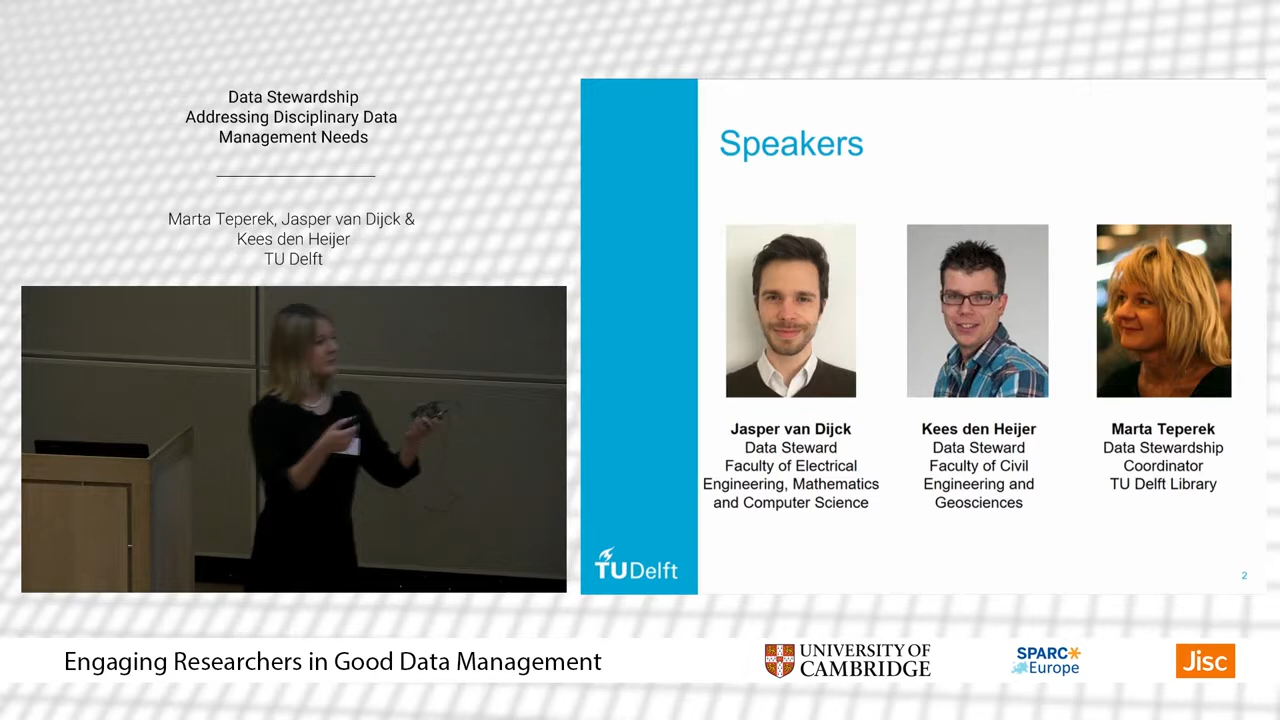 Data Stewardship
Addressing Disciplinary Data
Management Needs
Marta Teperek, Jasper van Dijck &
Kees den Heijer
TU Delft
Speakers
Jasper van Dijck
Data Steward
Faculty of Electrical
Engineering, Mathematics
and Computer Science
Kees den Heijer
Data Steward
Faculty of Civil
Engineering and
Geosciences
Marta Teperek
Data Stewardship
Coordinator
TU Delft Library
TUDelft
2
Engaging Researchers in Good Data Management
UNIVERSITY OF
CAMBRIDGE
SPARC
Europe
Jisc